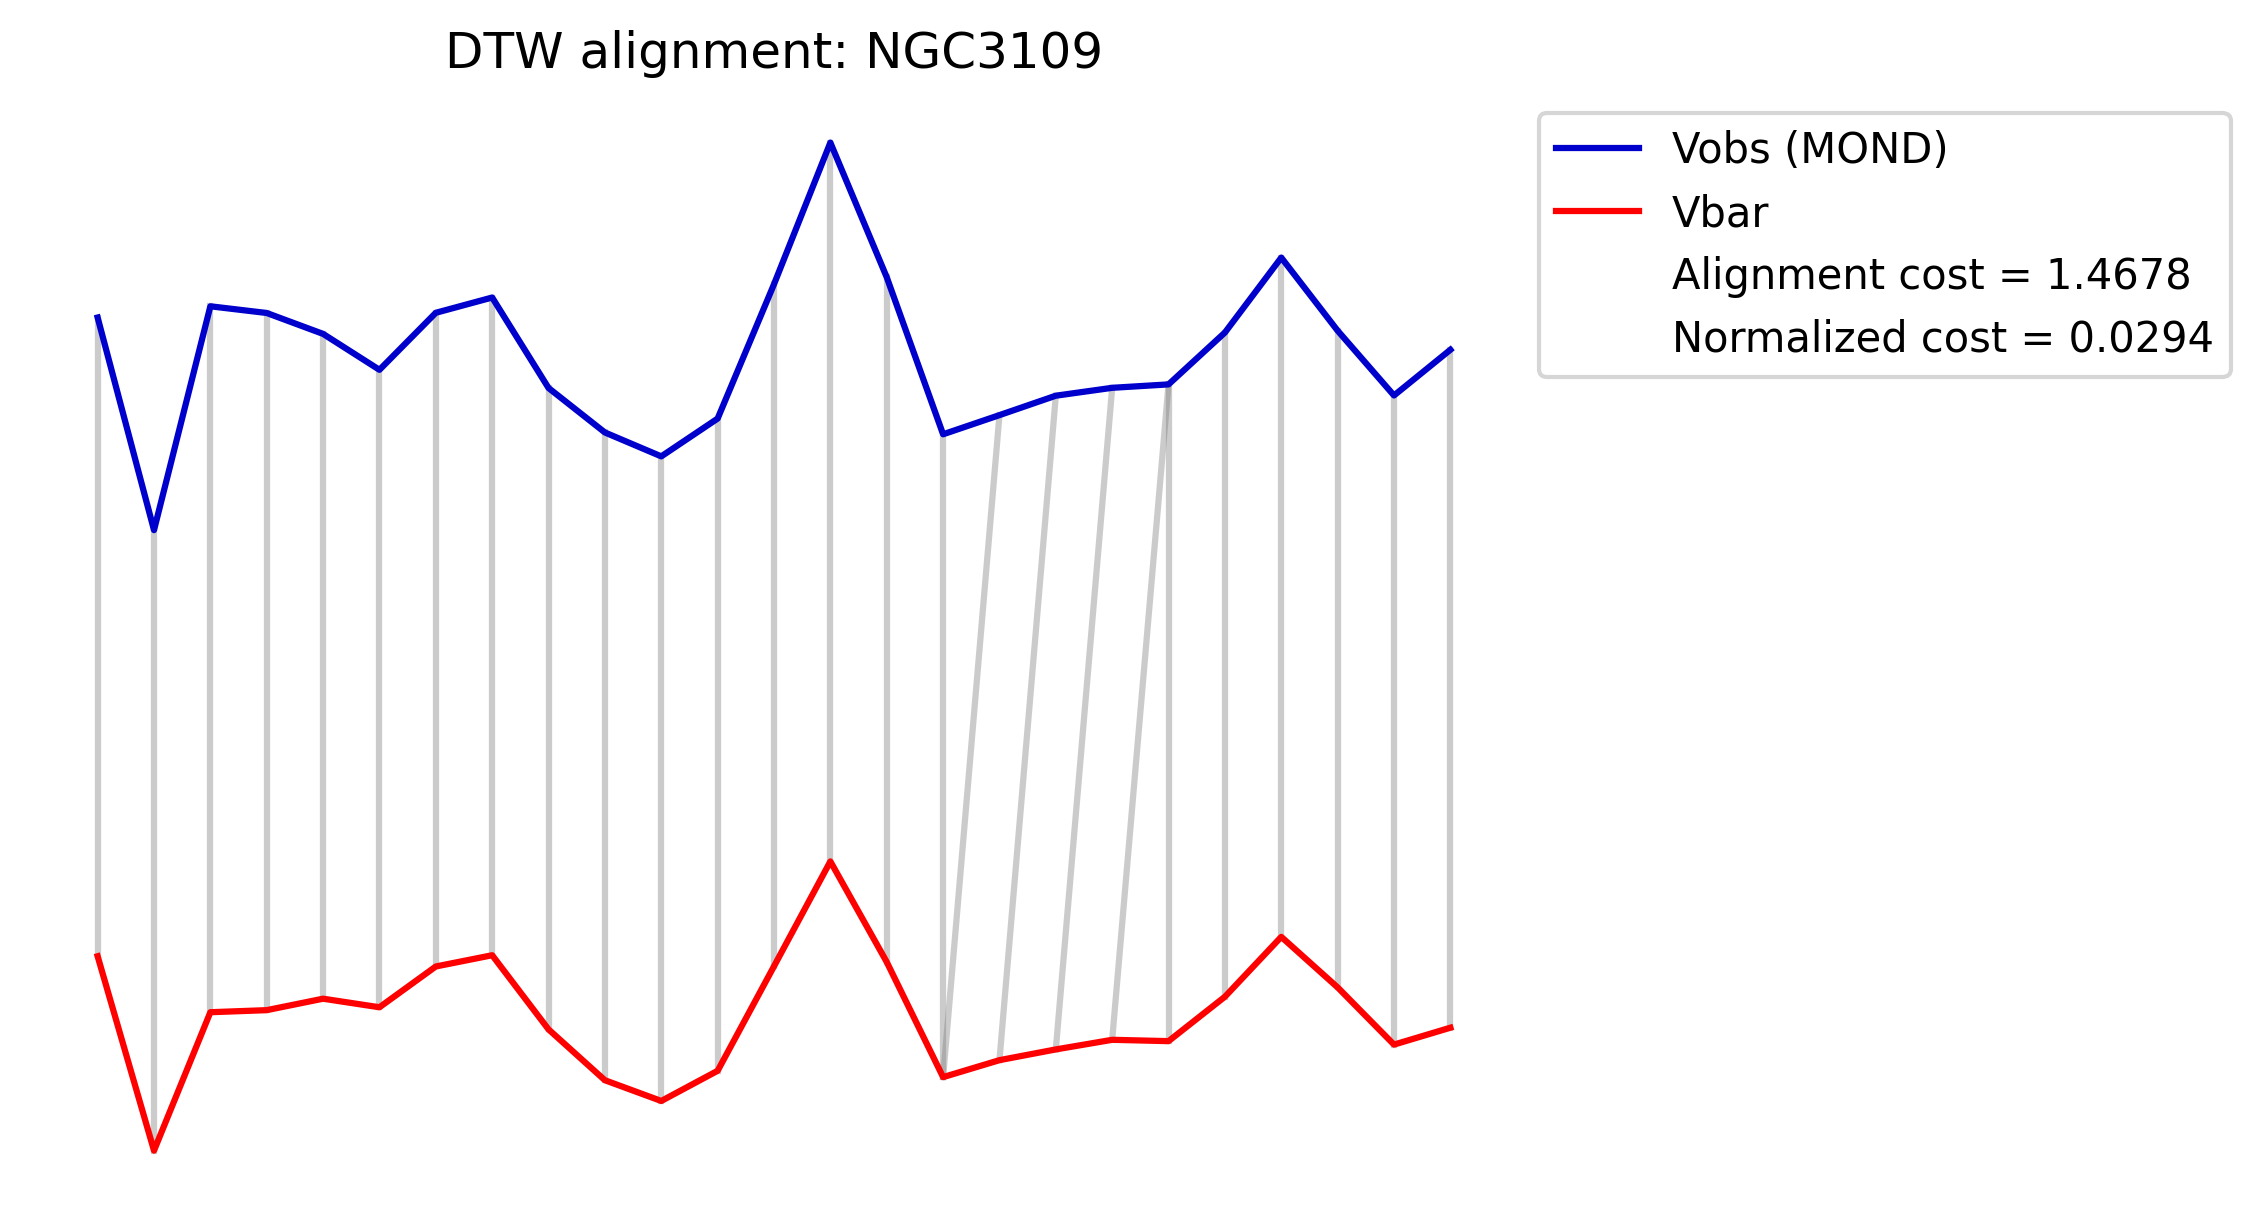 DTW alignment: NGC3109
Vobs (MOND)
Vbar
Alignment cost = 1.4678
Normalized cost = 0.0294